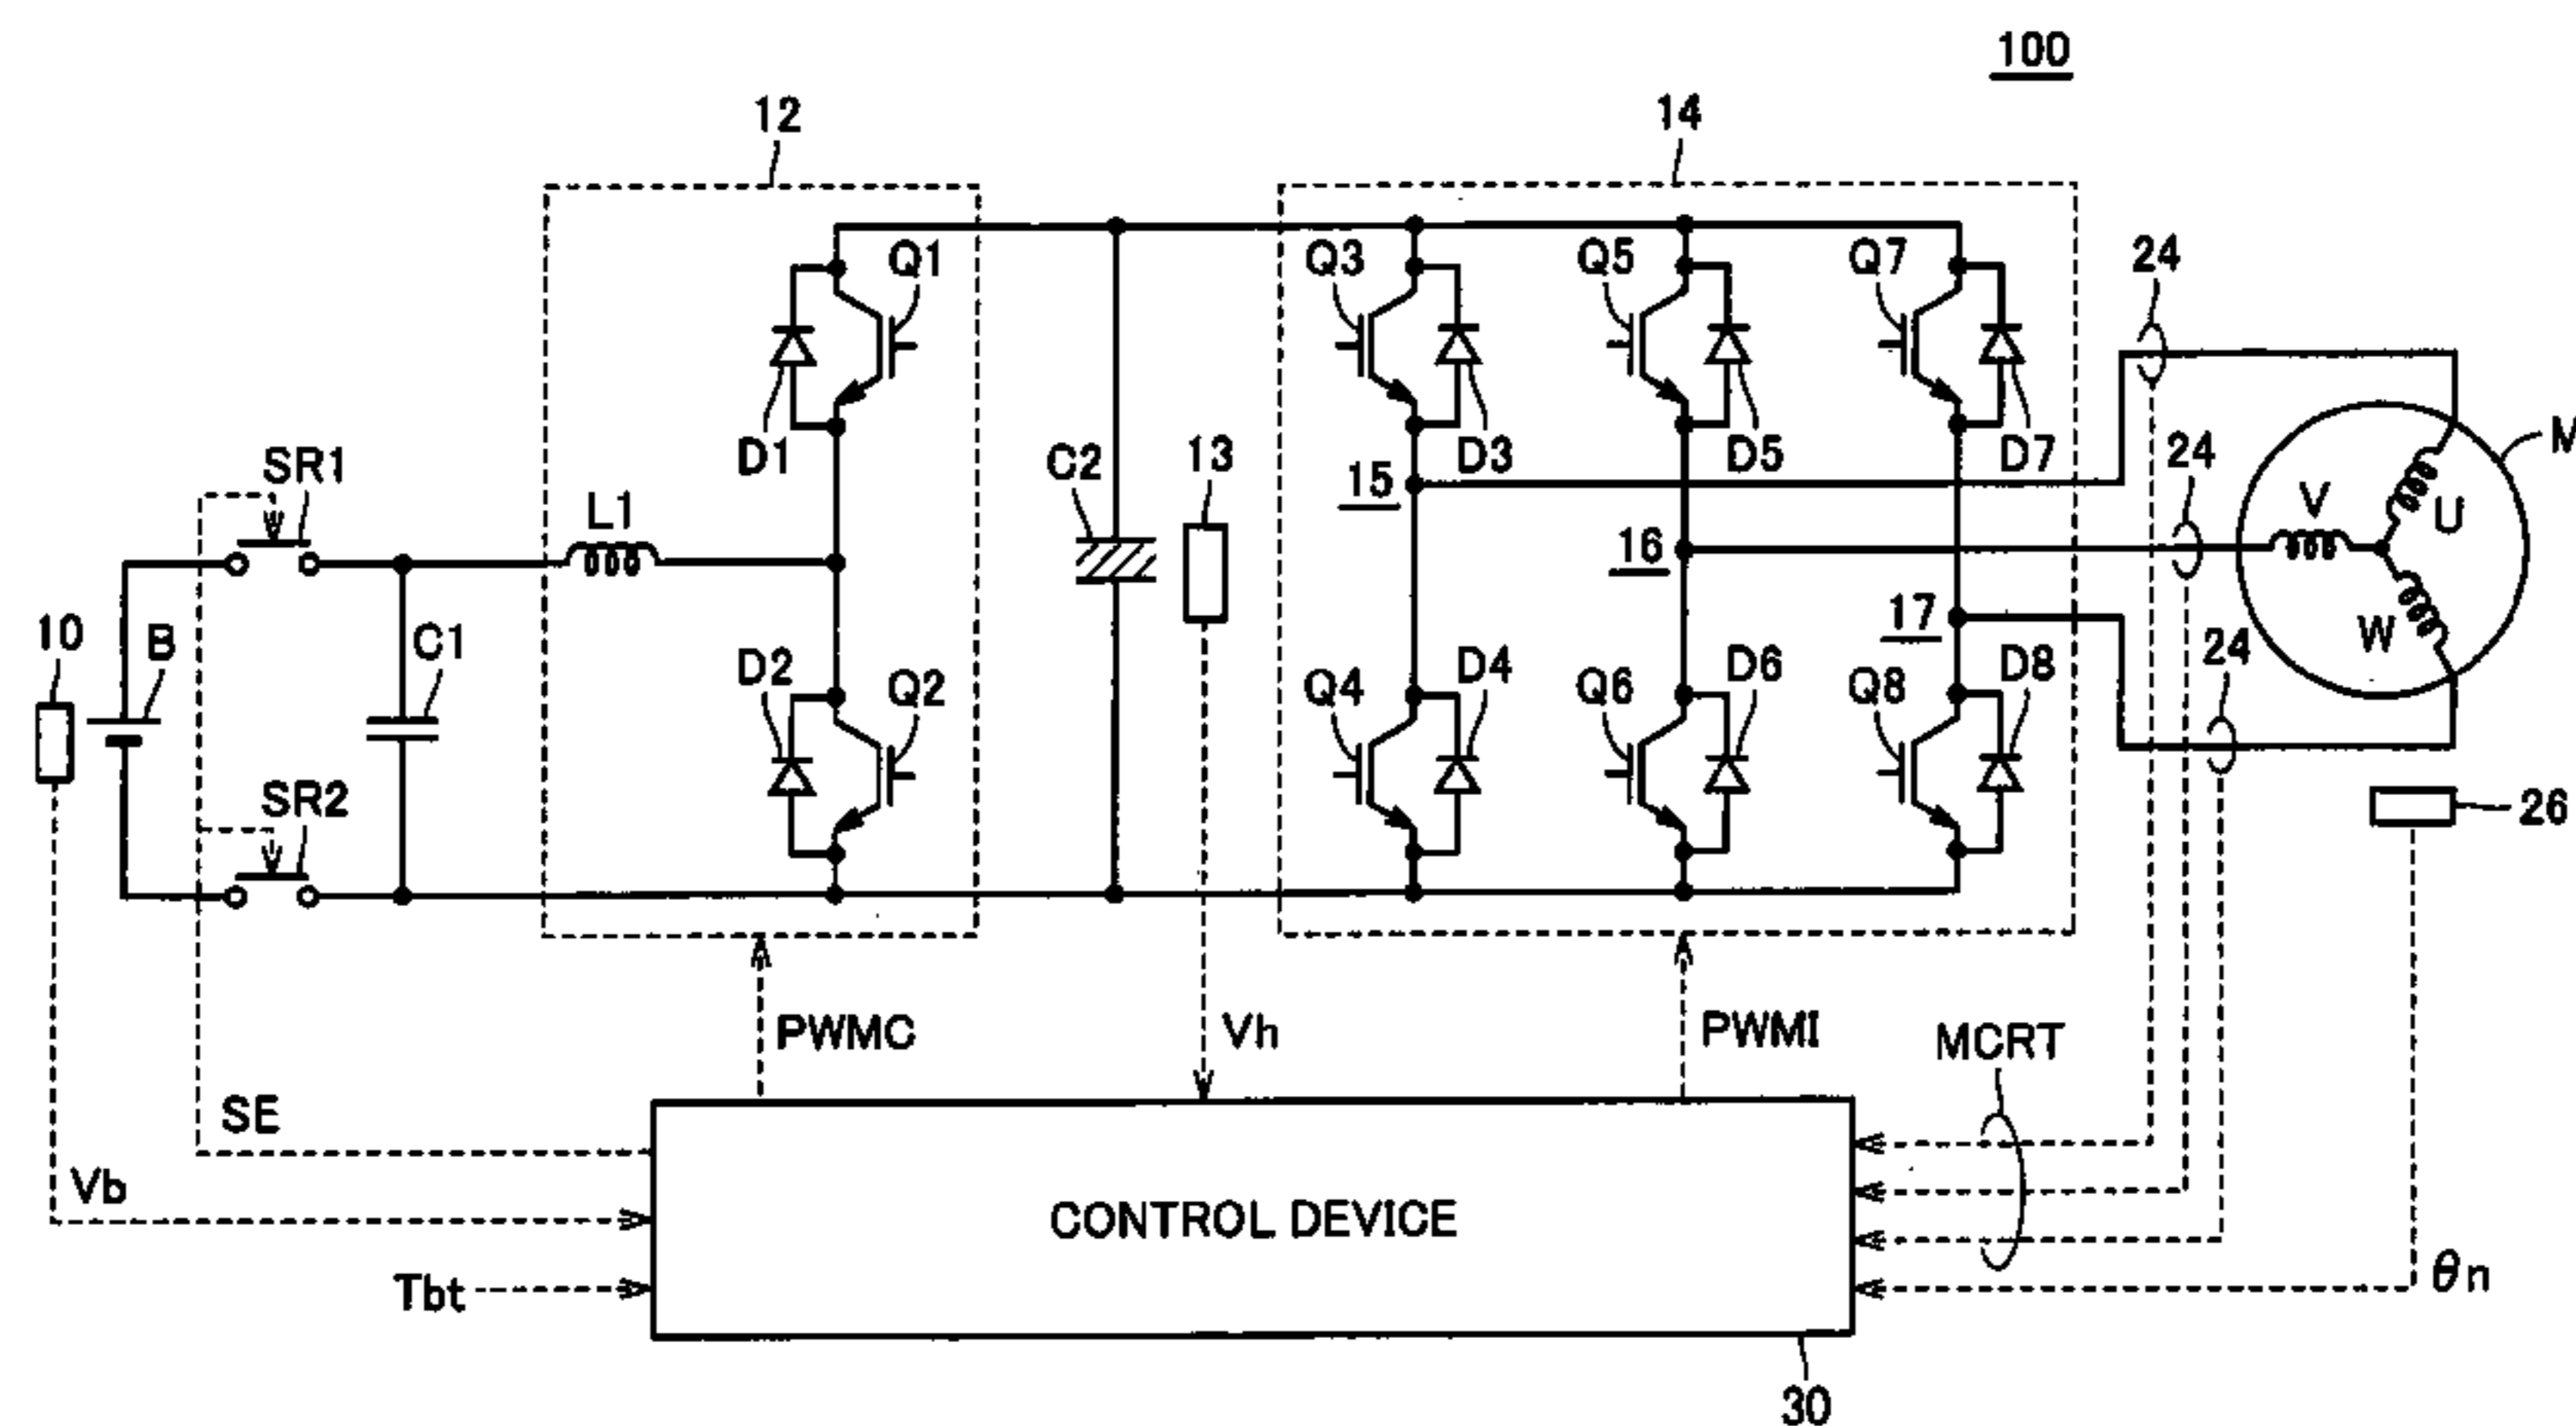 100
12
14
Q1
Q3
Q5
Q7
24
D1
D3
D5
D7
M
SR1
C2
13
24
L1
15
V
U
16
10
B
C1
D2
Q2
Q4
D4
Q6
D6
17
Q8
D8
24
W
SR2
26
PWMC
Vh
PWMI
MCRT
SE
Vb
CONTROL DEVICE
Tbt
θn
30